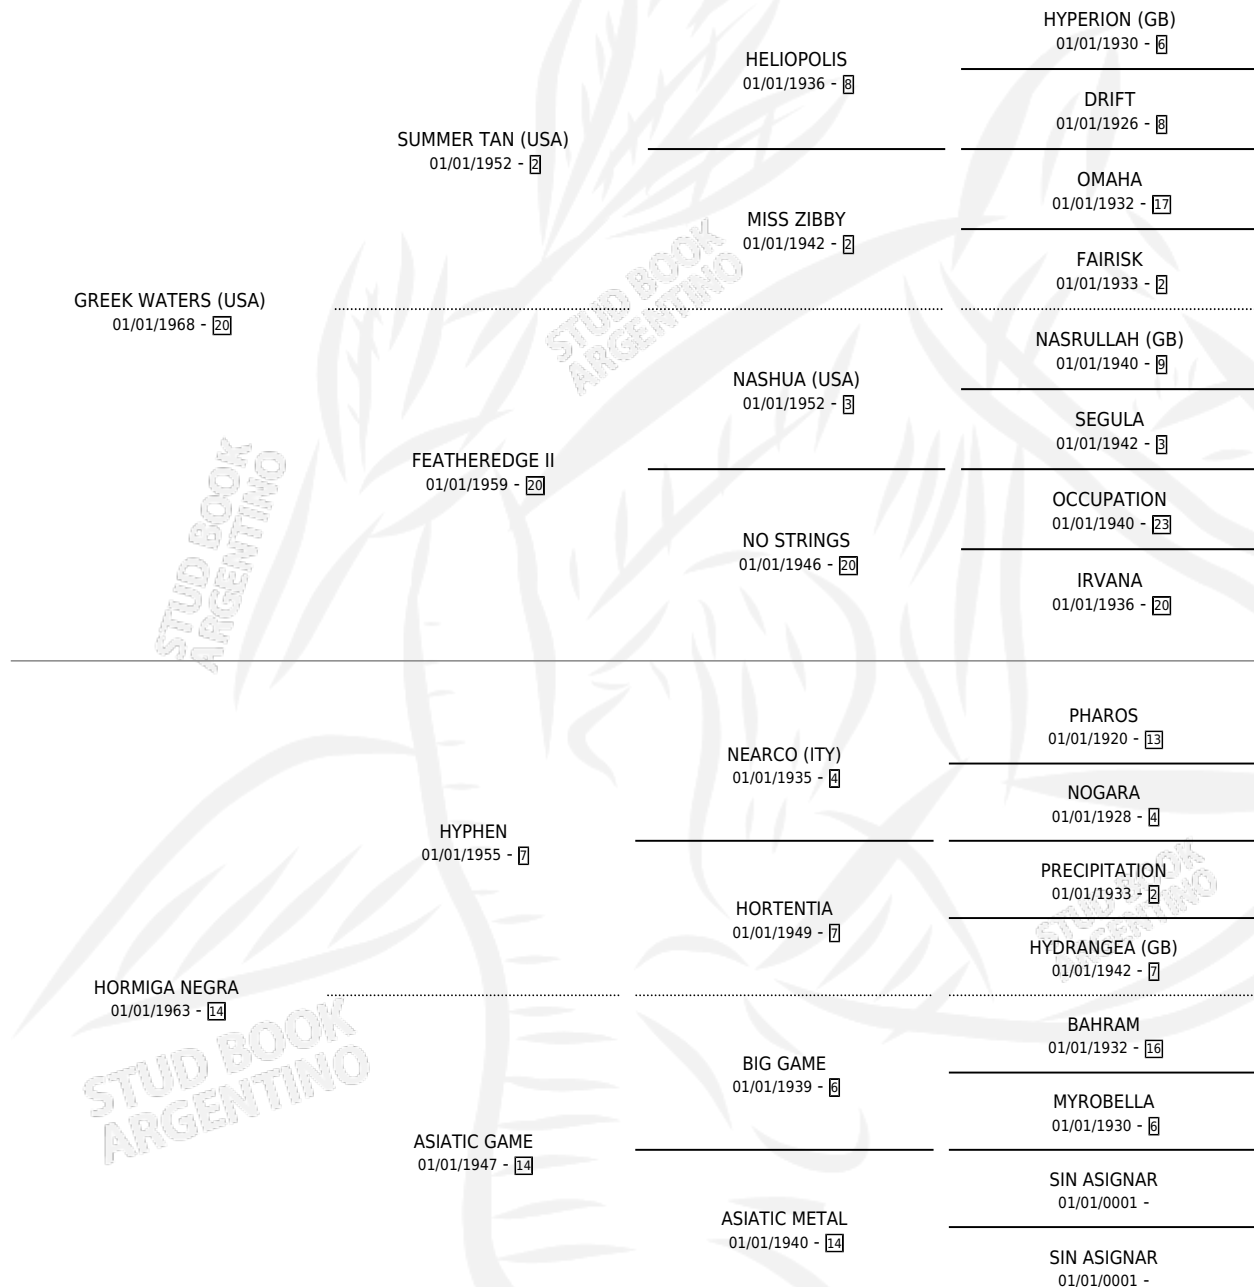 HYPERION (GB)
01/01/1930 - 6
HELIOPOLIS
01/01/1936 - 8
DRIFT
01/01/1926 - 8
SUMMER TAN (USA)
01/01/1952 - 2
OMAHA
01/01/1932 - 17
MISS ZIBBY
01/01/1942 - 2
FAIRISK
01/01/1933 - 2
GREEK WATERS (USA)
01/01/1968 - 20
NASRULLAH (GB)
01/01/1940 - 9
NASHUA (USA)
01/01/1952 - 3
SEGULA
01/01/1942 - 3
FEATHEREDGE II
01/01/1959 - 20
OCCUPATION
01/01/1940 - 23
NO STRINGS
01/01/1946 - 20
IRVANA
01/01/1936 - 20
PHAROS
01/01/1920 - 13
NEARCO (ITY)
01/01/1935 - 4
NOGARA
01/01/1928 - 4
HYPHEN
01/01/1955 - 7
PRECIPITATION
01/01/1933 - 2
HORTENTIA
01/01/1949 - 7
HYDRANGEA (GB)
01/01/1942 - 7
HORMIGA NEGRA
01/01/1963 - 14
BAHRAM
01/01/1932 - 16
BIG GAME
01/01/1939 - 6
MYROBELLA
01/01/1930 - 6
ASIATIC GAME
01/01/1947 - 14
SIN ASIGNAR
01/01/0001 -
ASIATIC METAL
01/01/1940 - 14
SIN ASIGNAR
01/01/0001 -
STUD BOOK
ARGENTINO
STUD BOOK
ARGENTINO
STUD BOOK
ARGENTINO
STUD BOOK
ARGENTINO